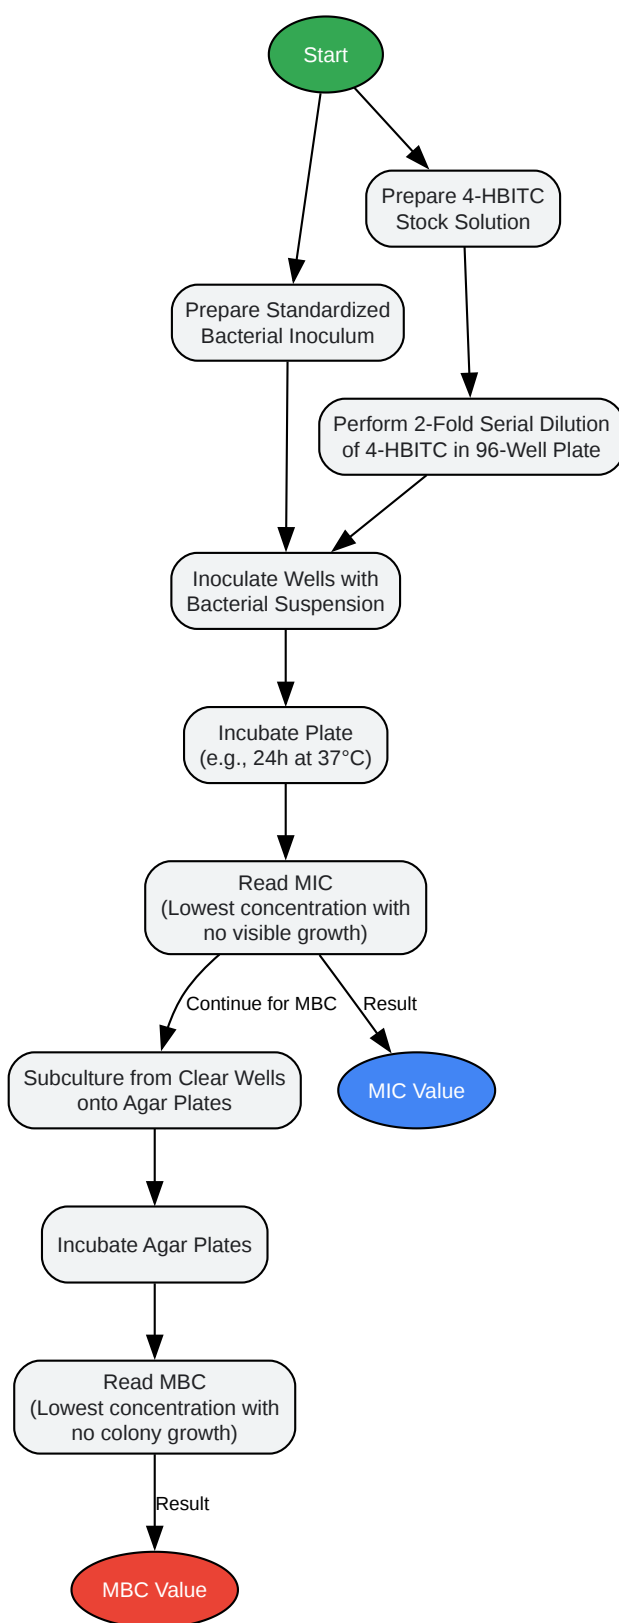 Start
Prepare 4-HBITC
Stock Solution
Prepare Standardized
Bacterial Inoculum
Perform 2-Fold Serial Dilution
of 4-HBITC in 96-Well Plate
Inoculate Wells with
Bacterial Suspension
Incubate Plate
(e.g., 24h at 37°C)
Read MIC
(Lowest concentration with
no visible growth)
Continue for MBC
Result
Subculture from Clear Wells
onto Agar Plates
MIC Value
Incubate Agar Plates
Read MBC
(Lowest concentration with
no colony growth)
Result
MBC Value